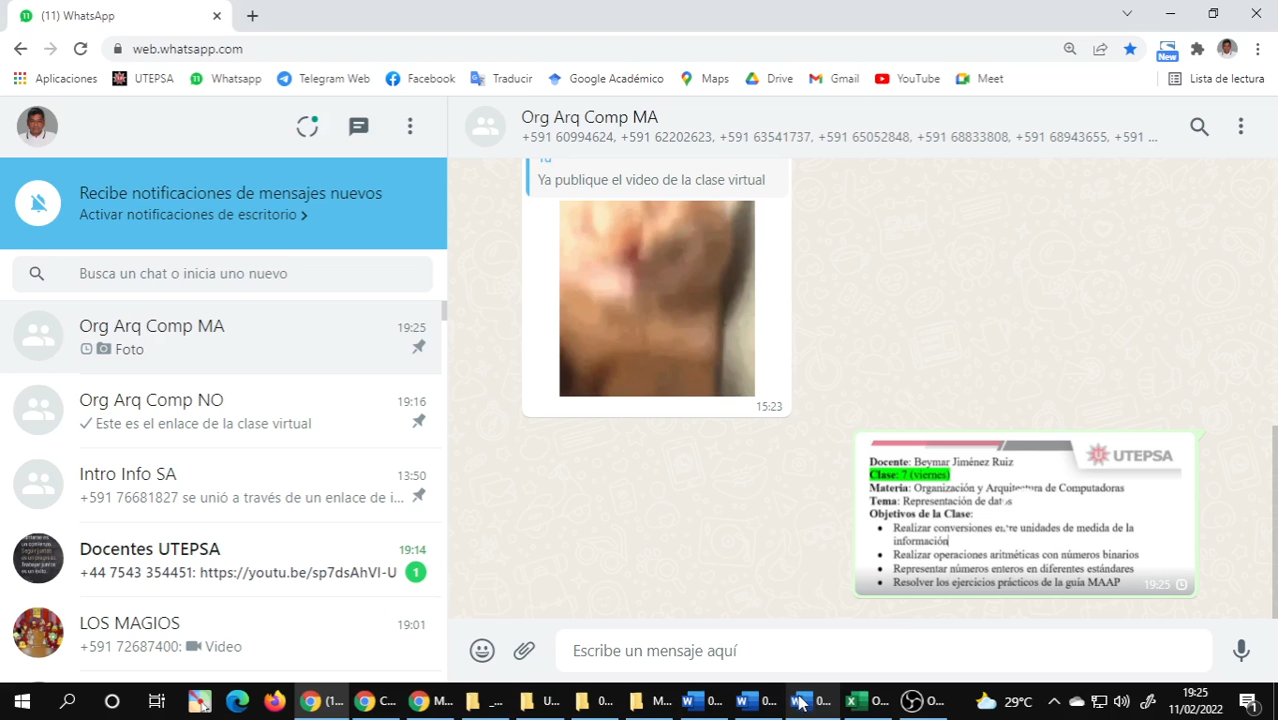 (11) WhatsApp
web.whatsapp.com
New
Aplicaciones
UTEPSA
Whatsapp
Telegram Web
Facebook
Traducir
Google Académico
Maps
Drive
Gmail
YouTube
Meet
Lista de lectura
Recibe notificaciones de mensajes nuevos
Activar notificaciones de escritorio
Busca un chat o inicia uno nuevo
Org Arq Comp MA
19:25
Foto
Org Arq Comp NO
19:16
Este es el enlace de la clase virtual
Intro Info SA
13:50
+591 76681827 se unió a través de un enlace de i...
Docentes UTEPSA
19:14
+44 7543 354451: https://youtu.be/sp7dsAhVI-U
1
LOS MAGIOS
19:01
+591 72687400: Video
Org Arq Comp MA
+591 60994624, +591 62202623, +591 63541737, +591 65052848, +591 68833808, +591 68943655, +591 ...
Tú
Ya publique el video de la clase virtual
15:23
UTEPSA
Docente: Beymar Jiménez Ruiz
Clase: 7 (viernes)
Materia: Organización y Arquitectura de Computadoras
Tema: Representación de datos
Objetivos de la Clase:
Realizar conversiones entre unidades de medida de la
información
Realizar operaciones aritméticas con números binarios
Representar números enteros en diferentes estándares
Resolver los ejercicios prácticos de la guía MAAP
19:25
Escribe un mensaje aquí
(1...
C...
M...
_...
U...
0...
M...
0...
0...
0...
O...
O...
29°C
19:25
11/02/2022
1